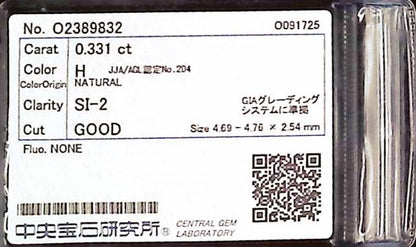 No. O2389832 O091725
Carat 0.331 ct
Color H JJA/AGL認定No.204
ColorOrigin NATURAL
Clarity SI-2 GIAグレーディング
システムに準拠
Cut GOOD Size 4.69 - 4.76 × 2.54 mm
Fluo. NONE
中央宝石研究所® CENTRAL GEM
LABORATORY